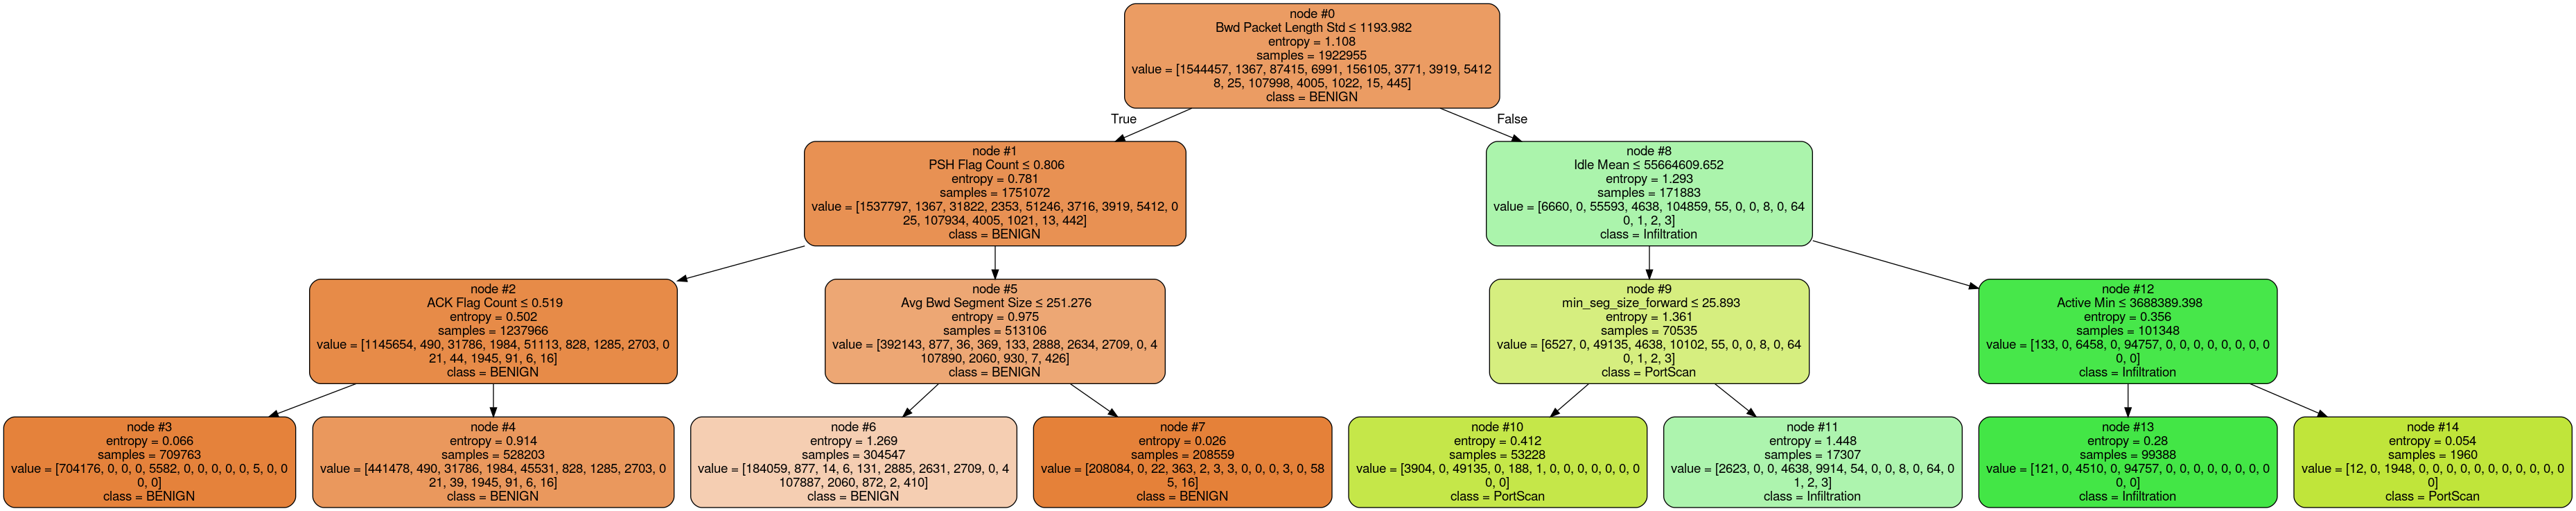 node #0
Bwd Packet Length Std ≤ 1193.982
entropy = 1.108
samples = 1922955
value = [1544457, 1367, 87415, 6991, 156105, 3771, 3919, 5412
8, 25, 107998, 4005, 1022, 15, 445]
class = BENIGN
True
False
node #1
PSH Flag Count ≤ 0.806
entropy = 0.781
samples = 1751072
value = [1537797, 1367, 31822, 2353, 51246, 3716, 3919, 5412, 0
25, 107934, 4005, 1021, 13, 442]
class = BENIGN
node #8
Idle Mean ≤ 55664609.652
entropy = 1.293
samples = 171883
value = [6660, 0, 55593, 4638, 104859, 55, 0, 0, 8, 0, 64
0, 1, 2, 3]
class = Infiltration
node #2
ACK Flag Count ≤ 0.519
entropy = 0.502
samples = 1237966
value = [1145654, 490, 31786, 1984, 51113, 828, 1285, 2703, 0
21, 44, 1945, 91, 6, 16]
class = BENIGN
node #5
Avg Bwd Segment Size ≤ 251.276
entropy = 0.975
samples = 513106
value = [392143, 877, 36, 369, 133, 2888, 2634, 2709, 0, 4
107890, 2060, 930, 7, 426]
class = BENIGN
node #9
min_seg_size_forward ≤ 25.893
entropy = 1.361
samples = 70535
value = [6527, 0, 49135, 4638, 10102, 55, 0, 0, 8, 0, 64
0, 1, 2, 3]
class = PortScan
node #12
Active Min ≤ 3688389.398
entropy = 0.356
samples = 101348
value = [133, 0, 6458, 0, 94757, 0, 0, 0, 0, 0, 0, 0, 0
0, 0]
class = Infiltration
node #3
entropy = 0.066
samples = 709763
value = [704176, 0, 0, 0, 5582, 0, 0, 0, 0, 0, 5, 0, 0
0, 0]
class = BENIGN
node #4
entropy = 0.914
samples = 528203
value = [441478, 490, 31786, 1984, 45531, 828, 1285, 2703, 0
21, 39, 1945, 91, 6, 16]
class = BENIGN
node #6
entropy = 1.269
samples = 304547
value = [184059, 877, 14, 6, 131, 2885, 2631, 2709, 0, 4
107887, 2060, 872, 2, 410]
class = BENIGN
node #7
entropy = 0.026
samples = 208559
value = [208084, 0, 22, 363, 2, 3, 3, 0, 0, 0, 3, 0, 58
5, 16]
class = BENIGN
node #10
entropy = 0.412
samples = 53228
value = [3904, 0, 49135, 0, 188, 1, 0, 0, 0, 0, 0, 0, 0
0, 0]
class = PortScan
node #11
entropy = 1.448
samples = 17307
value = [2623, 0, 0, 4638, 9914, 54, 0, 0, 8, 0, 64, 0
1, 2, 3]
class = Infiltration
node #13
entropy = 0.28
samples = 99388
value = [121, 0, 4510, 0, 94757, 0, 0, 0, 0, 0, 0, 0, 0
0, 0]
class = Infiltration
node #14
entropy = 0.054
samples = 1960
value = [12, 0, 1948, 0, 0, 0, 0, 0, 0, 0, 0, 0, 0, 0
0]
class = PortScan